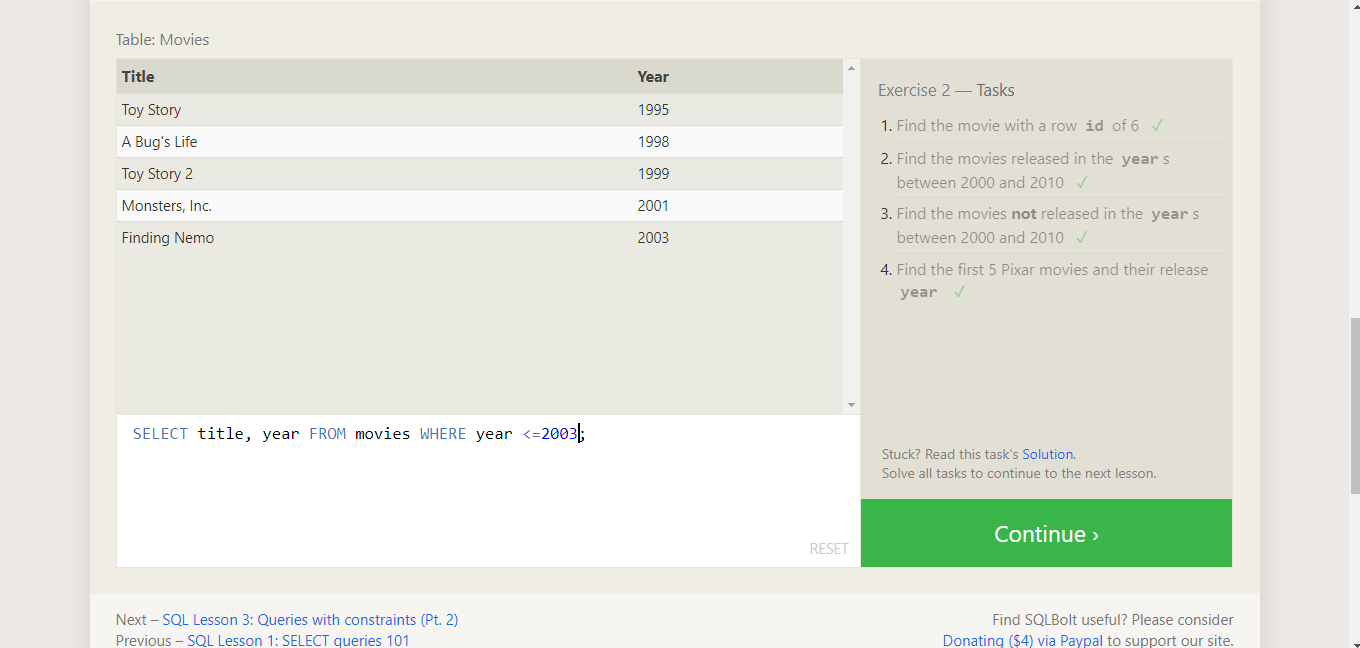 Table: Movies
Title Year
Toy Story 1995
A Bug's Life 1998
Toy Story 2 1999
Monsters, Inc. 2001
Finding Nemo 2003
SELECT title, year FROM movies WHERE year <=2003;
RESET
Exercise 2 — Tasks
1. Find the movie with a row id of 6 ✓
2. Find the movies released in the year s
between 2000 and 2010 ✓
3. Find the movies not released in the year s
between 2000 and 2010 ✓
4. Find the first 5 Pixar movies and their release
year ✓
Stuck? Read this task's Solution.
Solve all tasks to continue to the next lesson.
Continue ›
Next – SQL Lesson 3: Queries with constraints (Pt. 2)
Previous – SQL Lesson 1: SELECT queries 101
Find SQLBolt useful? Please consider
Donating ($4) via Paypal to support our site.